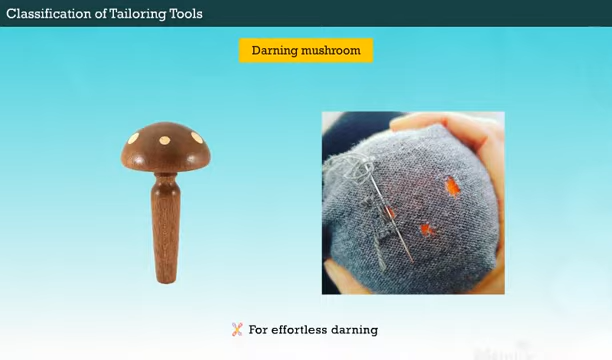 Classification of Tailoring Tools
Darning mushroom
For effortless darning